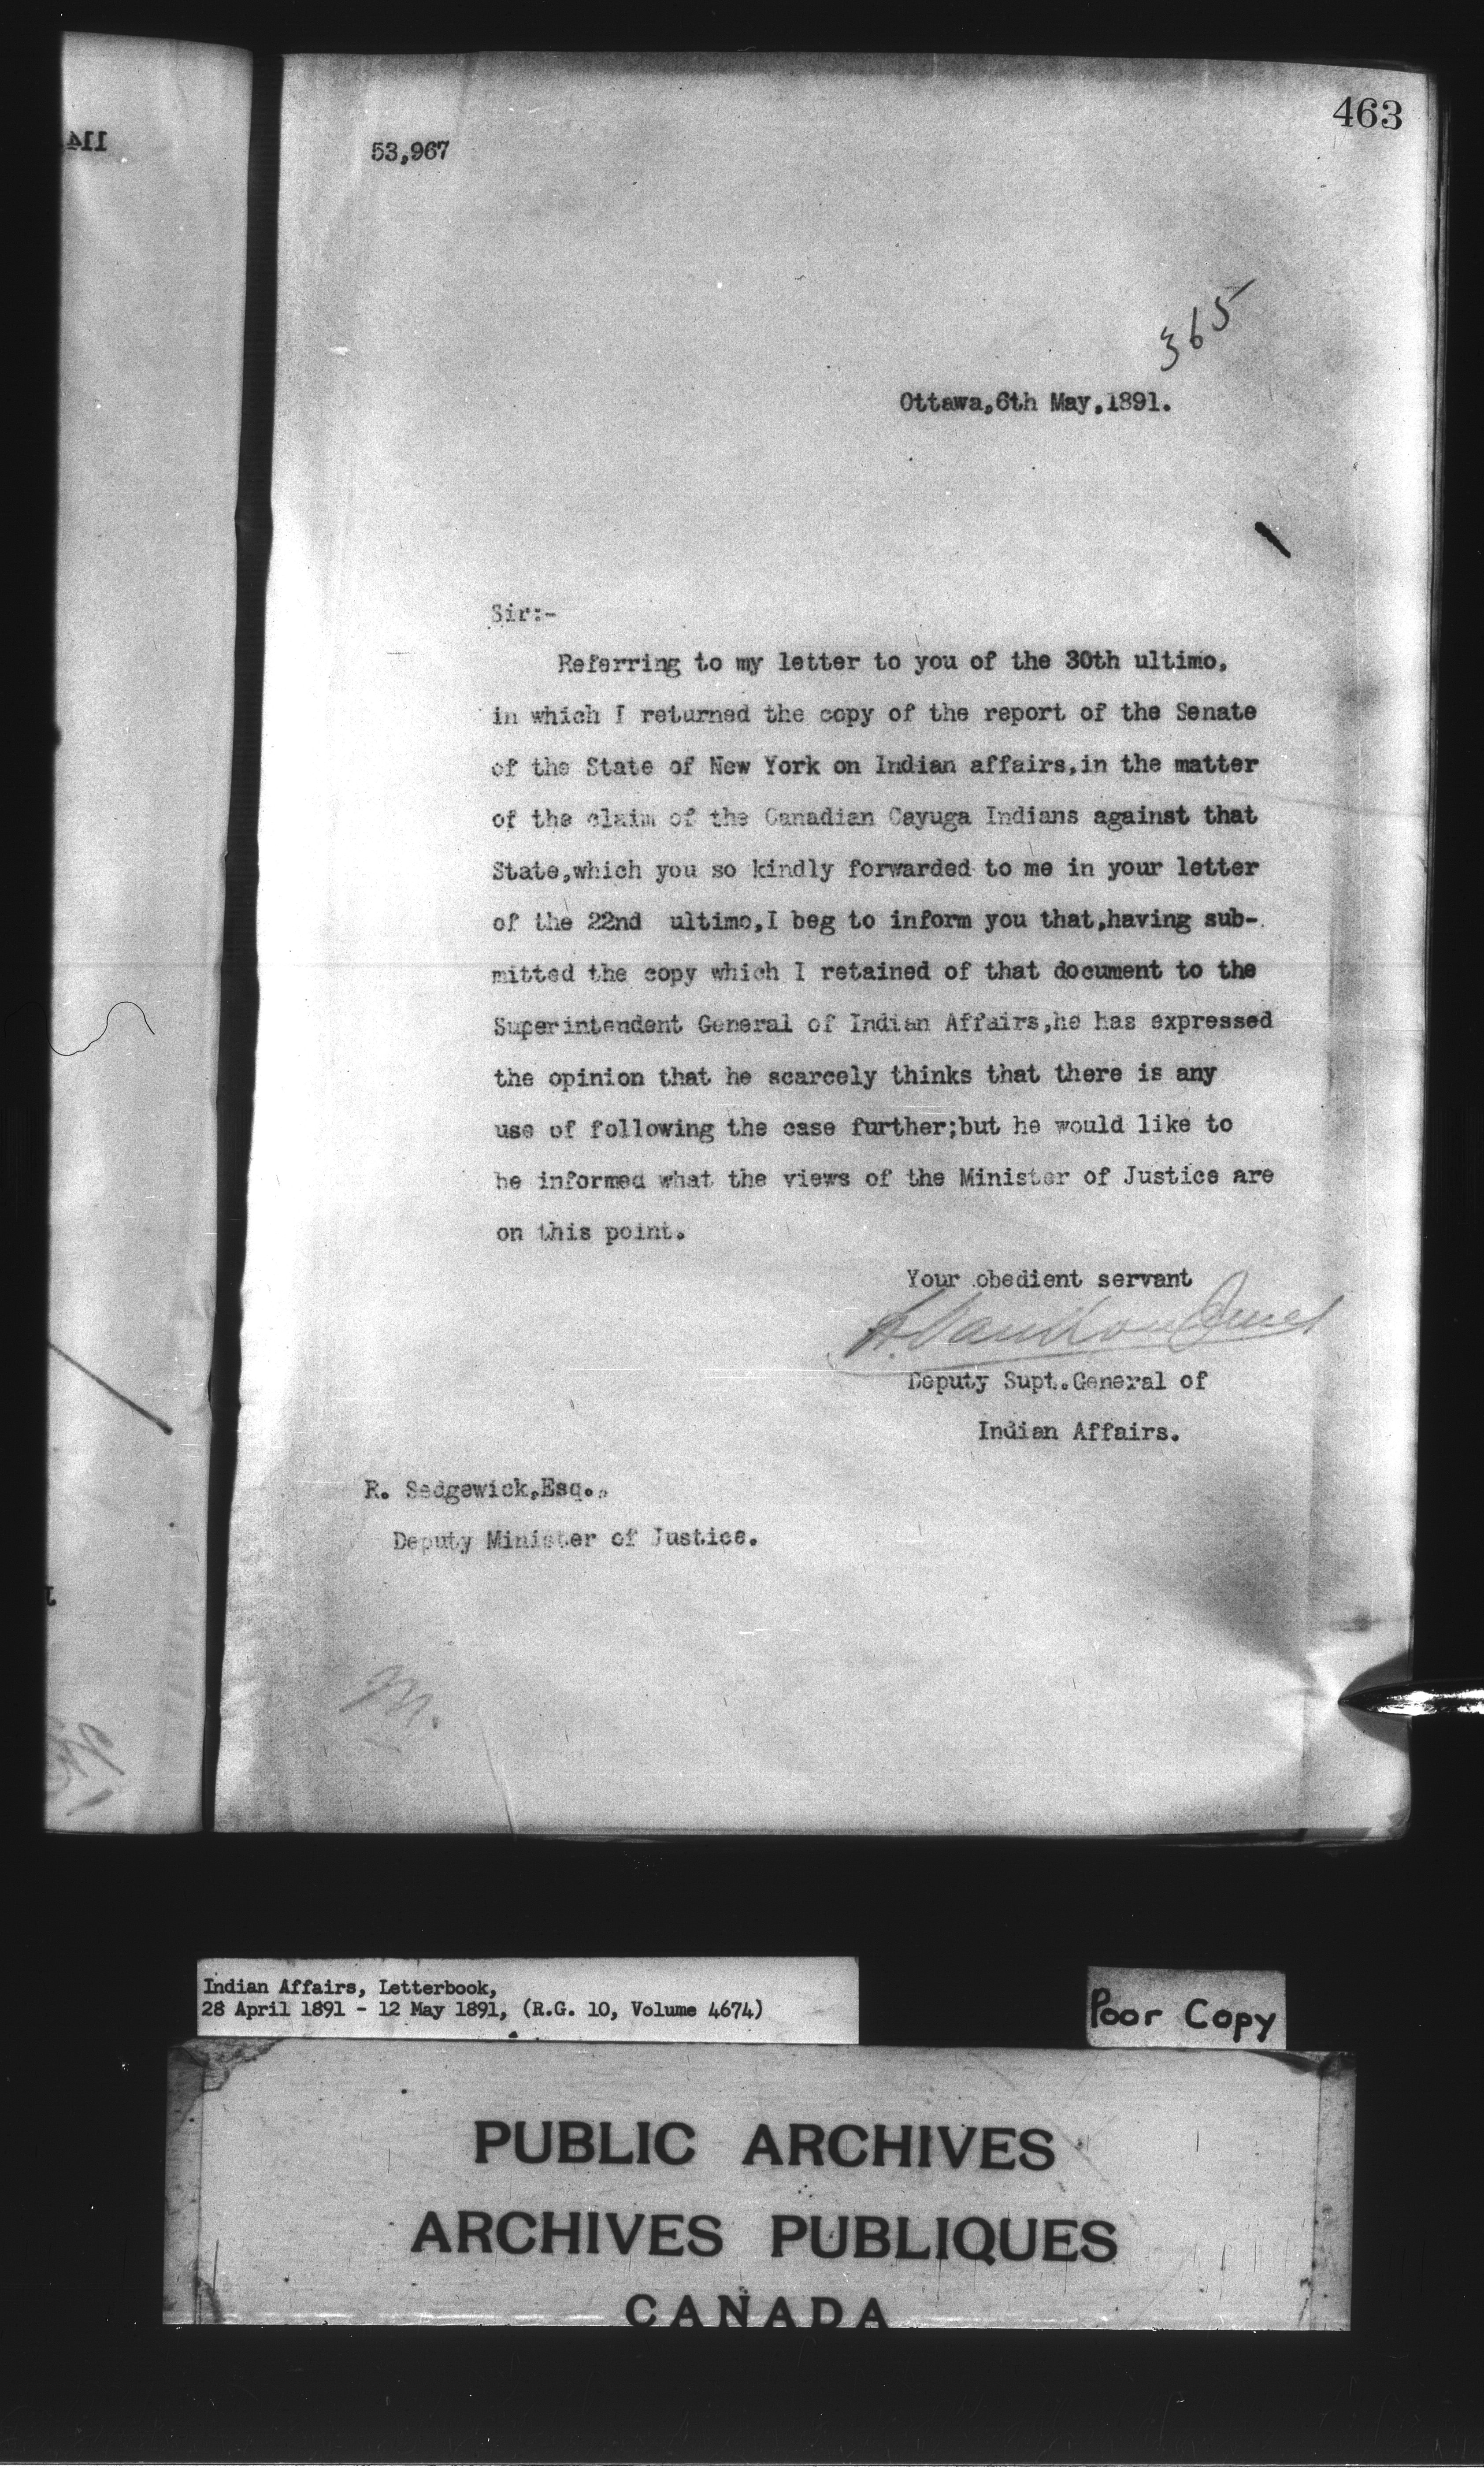 463
53,967
365
Ottawa,6th May,1891.
Sir:-
Referring to my letter to you of the 30th ultimo,
in which I returned the copy of the report of the Senate
of the State of New York on Indian affairs,in the matter
of the claim of the Canadian Cayuga Indians against that
State,which you so kindly forwarded to me in your letter
of the 22nd ultimo,I beg to inform you that,having sub-
mitted the copy which I retained of that document to the
Superintendent General of Indian Affairs,he has expressed
the opinion that he scarcely thinks that there is any
use of following the case further;but he would like to
be informed what the views of the Minister of Justice are
on this point.
Your obedient servant
Deputy Supt.General of
Indian Affairs.
R. Sedgewick,Esq.,
Deputy Minister of Justice.
M.
Indian Affairs, Letterbook,
28 April 1891 - 12 May 1891, (R.G. 10, Volume 4674)
Poor Copy
PUBLIC ARCHIVES
ARCHIVES PUBLIQUES
CANADA